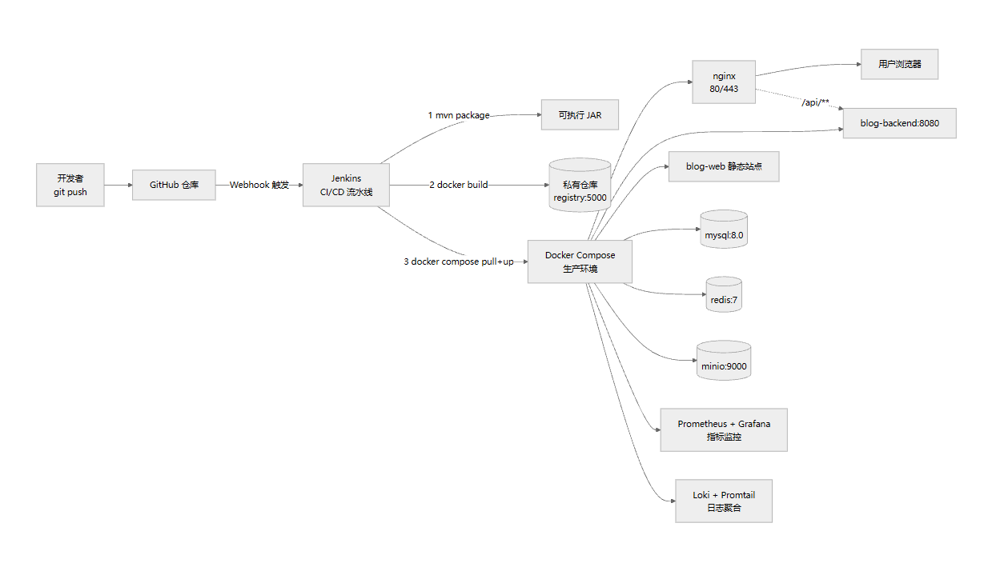 开发者
git push
GitHub 仓库
Webhook 触发
Jenkins
CI/CD 流水线
1 mvn package
可执行 JAR
2 docker build
私有仓库
registry:5000
3 docker compose pull+up
Docker Compose
生产环境
nginx
80/443
用户浏览器
/api/**
blog-backend:8080
blog-web 静态站点
mysql:8.0
redis:7
minio:9000
Prometheus + Grafana
指标监控
Loki + Promtail
日志聚合